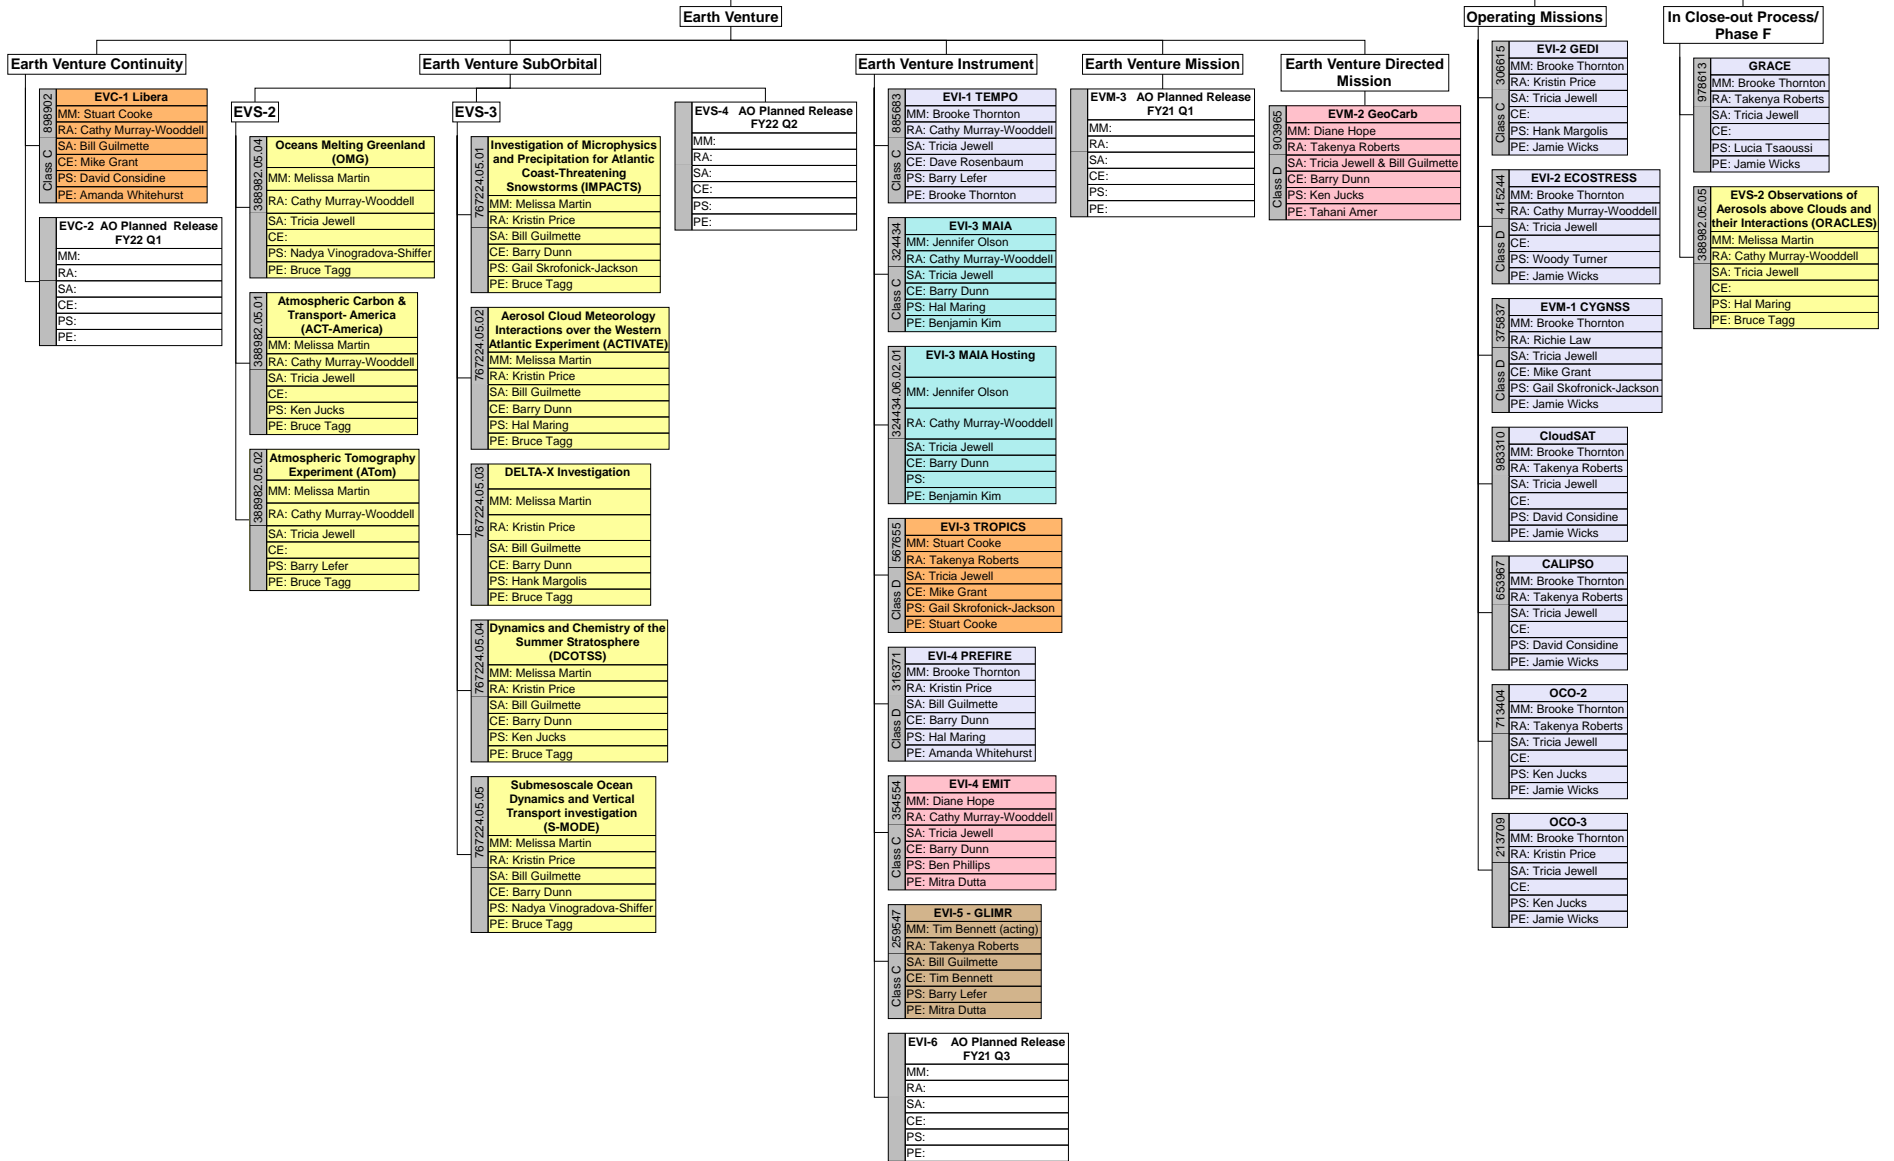 Earth Venture
Operating Missions
In Close-out Process/
Phase F
Earth Venture Continuity
Earth Venture SubOrbital
Earth Venture Instrument
Earth Venture Mission
Earth Venture Directed
Mission
898902
Class C
EVC-1 Libera
MM: Stuart Cooke
RA: Cathy Murray-Wooddell
SA: Bill Guilmette
CE: Mike Grant
PS: David Considine
PE: Amanda Whitehurst
EVC-2 AO Planned Release
FY22 Q1
MM:
RA:
SA:
CE:
PS:
PE:
EVS-2
388982.05.04
Oceans Melting Greenland
(OMG)
MM: Melissa Martin
RA: Cathy Murray-Wooddell
SA: Tricia Jewell
CE:
PS: Nadya Vinogradova-Shiffer
PE: Bruce Tagg
388982.05.01
Atmospheric Carbon &
Transport- America
(ACT-America)
MM: Melissa Martin
RA: Cathy Murray-Wooddell
SA: Tricia Jewell
CE:
PS: Ken Jucks
PE: Bruce Tagg
388982.05.02
Atmospheric Tomography
Experiment (ATom)
MM: Melissa Martin
RA: Cathy Murray-Wooddell
SA: Tricia Jewell
CE:
PS: Barry Lefer
PE: Bruce Tagg
EVS-3
767224.05.01
Investigation of Microphysics
and Precipitation for Atlantic
Coast-Threatening
Snowstorms (IMPACTS)
MM: Melissa Martin
RA: Kristin Price
SA: Bill Guilmette
CE: Barry Dunn
PS: Gail Skrofonick-Jackson
PE: Bruce Tagg
767224.05.02
Aerosol Cloud Meteorology
Interactions over the Western
Atlantic Experiment (ACTIVATE)
MM: Melissa Martin
RA: Kristin Price
SA: Bill Guilmette
CE: Barry Dunn
PS: Hal Maring
PE: Bruce Tagg
767224.05.03
DELTA-X Investigation
MM: Melissa Martin
RA: Kristin Price
SA: Bill Guilmette
CE: Barry Dunn
PS: Hank Margolis
PE: Bruce Tagg
767224.05.04
Dynamics and Chemistry of the
Summer Stratosphere
(DCOTSS)
MM: Melissa Martin
RA: Kristin Price
SA: Bill Guilmette
CE: Barry Dunn
PS: Ken Jucks
PE: Bruce Tagg
767224.05.05
Submesoscale Ocean
Dynamics and Vertical
Transport investigation
(S-MODE)
MM: Melissa Martin
RA: Kristin Price
SA: Bill Guilmette
CE: Barry Dunn
PS: Nadya Vinogradova-Shiffer
PE: Bruce Tagg
EVS-4 AO Planned Release
FY22 Q2
MM:
RA:
SA:
CE:
PS:
PE:
885683
Class C
EVI-1 TEMPO
MM: Brooke Thornton
RA: Cathy Murray-Wooddell
SA: Tricia Jewell
CE: Dave Rosenbaum
PS: Barry Lefer
PE: Brooke Thornton
324434
Class C
EVI-3 MAIA
MM: Jennifer Olson
RA: Cathy Murray-Wooddell
SA: Tricia Jewell
CE: Barry Dunn
PS: Hal Maring
PE: Benjamin Kim
324434.06.02.01
EVI-3 MAIA Hosting
MM: Jennifer Olson
RA: Cathy Murray-Wooddell
SA: Tricia Jewell
CE: Barry Dunn
PS:
PE: Benjamin Kim
567655
Class D
EVI-3 TROPICS
MM: Stuart Cooke
RA: Takenya Roberts
SA: Tricia Jewell
CE: Mike Grant
PS: Gail Skrofonick-Jackson
PE: Stuart Cooke
316371
Class D
EVI-4 PREFIRE
MM: Brooke Thornton
RA: Kristin Price
SA: Bill Guilmette
CE: Barry Dunn
PS: Hal Maring
PE: Amanda Whitehurst
354554
Class C
EVI-4 EMIT
MM: Diane Hope
RA: Cathy Murray-Wooddell
SA: Tricia Jewell
CE: Barry Dunn
PS: Ben Phillips
PE: Mitra Dutta
259547
Class C
EVI-5 - GLIMR
MM: Tim Bennett (acting)
RA: Takenya Roberts
SA: Bill Guilmette
CE: Tim Bennett
PS: Barry Lefer
PE: Mitra Dutta
EVI-6 AO Planned Release
FY21 Q3
MM:
RA:
SA:
CE:
PS:
PE:
EVM-3 AO Planned Release
FY21 Q1
MM:
RA:
SA:
CE:
PS:
PE:
903965
Class D
EVM-2 GeoCarb
MM: Diane Hope
RA: Takenya Roberts
SA: Tricia Jewell & Bill Guilmette
CE: Barry Dunn
PS: Ken Jucks
PE: Tahani Amer
306615
Class C
EVI-2 GEDI
MM: Brooke Thornton
RA: Kristin Price
SA: Tricia Jewell
CE:
PS: Hank Margolis
PE: Jamie Wicks
415244
Class D
EVI-2 ECOSTRESS
MM: Brooke Thornton
RA: Cathy Murray-Wooddell
SA: Tricia Jewell
CE:
PS: Woody Turner
PE: Jamie Wicks
375837
Class D
EVM-1 CYGNSS
MM: Brooke Thornton
RA: Richie Law
SA: Tricia Jewell
CE: Mike Grant
PS: Gail Skofronick-Jackson
PE: Jamie Wicks
983310
CloudSAT
MM: Brooke Thornton
RA: Takenya Roberts
SA: Tricia Jewell
CE:
PS: David Considine
PE: Jamie Wicks
653967
CALIPSO
MM: Brooke Thornton
RA: Takenya Roberts
SA: Tricia Jewell
CE:
PS: David Considine
PE: Jamie Wicks
713404
OCO-2
MM: Brooke Thornton
RA: Takenya Roberts
SA: Tricia Jewell
CE:
PS: Ken Jucks
PE: Jamie Wicks
213709
OCO-3
MM: Brooke Thornton
RA: Kristin Price
SA: Tricia Jewell
CE:
PS: Ken Jucks
PE: Jamie Wicks
978613
GRACE
MM: Brooke Thornton
RA: Takenya Roberts
SA: Tricia Jewell
CE:
PS: Lucia Tsaoussi
PE: Jamie Wicks
388982.05.05
EVS-2 Observations of
Aerosols above Clouds and
their Interactions (ORACLES)
MM: Melissa Martin
RA: Cathy Murray-Wooddell
SA: Tricia Jewell
CE:
PS: Hal Maring
PE: Bruce Tagg